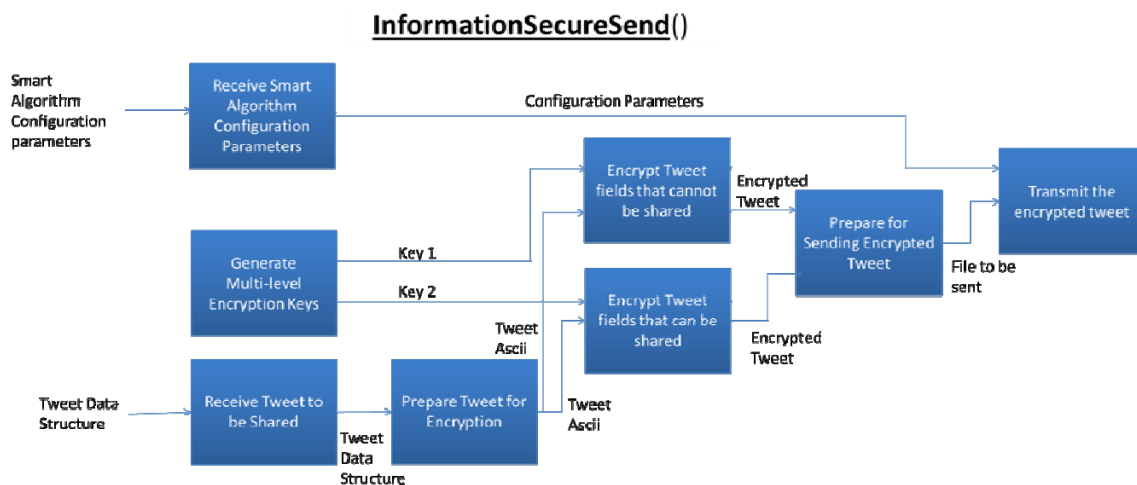 InformationSecureSend()
Smart
Algorithm
Configuration
parameters
Receive Smart
Algorithm
Configuration
Parameters
Configuration Parameters
Encrypt Tweet
fields that cannot
be shared
Encrypted
Tweet
Transmit the
encrypted tweet
Prepare for
Sending Encrypted
Tweet
File to be
sent
Generate
Multi-level
Encryption Keys
Key 1
Key 2
Encrypt Tweet
fields that can be
shared
Encrypted
Tweet
Tweet
Ascii
Tweet Data
Structure
Receive Tweet to
be Shared
Tweet
Data
Structure
Prepare Tweet for
Encryption
Tweet
Ascii